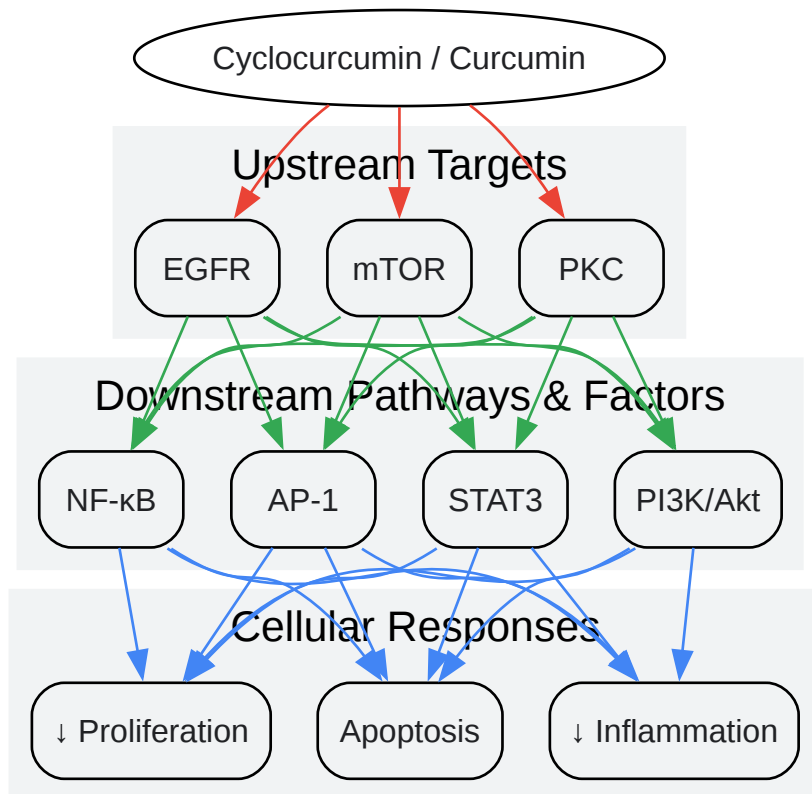 Cyclocurcumin / Curcumin
Upstream Targets
EGFR
mTOR
PKC
Downstream Pathways & Factors
NF-κB
AP-1
STAT3
PI3K/Akt
Cellular Responses
↓ Proliferation
Apoptosis
↓ Inflammation